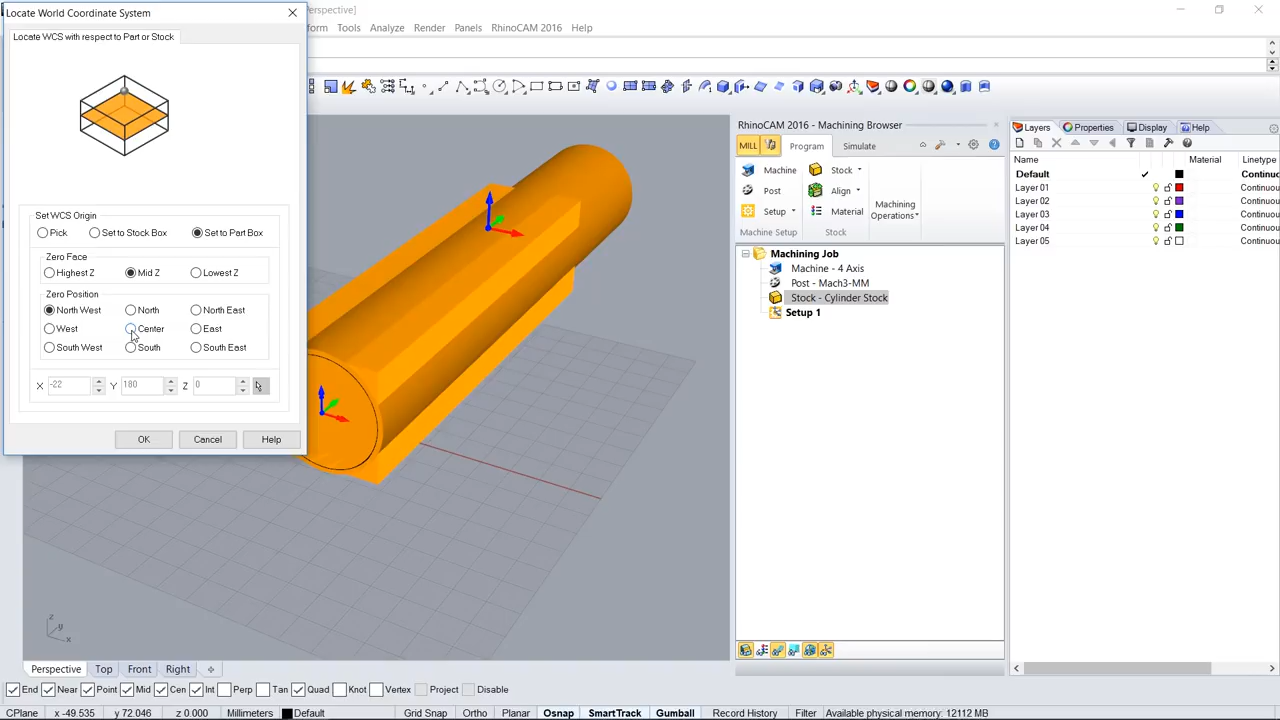 Locate World Coordinate System
Perspective]
Locate WCS with respect to Part or Stock
Tools Analyze Render Panels RhinoCAM 2016 Help
RhinoCAM 2016 - Machining Browser
MILL Program Simulate
Machine Stock
Post Align
Setup Material
Machining Operations
Machine Setup Stock
Machining Job
Machine - 4 Axis
Post - Mach3-MM
Stock - Cylinder Stock
Setup 1
Layers Properties Display Help
Name Material Linetype
Default Continuo
Layer 01 Continuous
Layer 02 Continuous
Layer 03 Continuous
Layer 04 Continuous
Layer 05 Continuous
Set WCS Origin
Pick Set to Stock Box Set to Part Box
Zero Face
Highest Z Mid Z Lowest Z
Zero Position
North West North North East
West Center East
South West South South East
X -22 Y 180 Z 0
OK Cancel Help
z y x
Perspective Top Front Right
End Near Point Mid Cen Int Perp Tan Quad Knot Vertex Project Disable
CPlane x -49.535 y 72.046 z 0.000 Millimeters Default Grid Snap Ortho Planar Osnap SmartTrack Gumball Record History Filter Available physical memory: 12112 MB